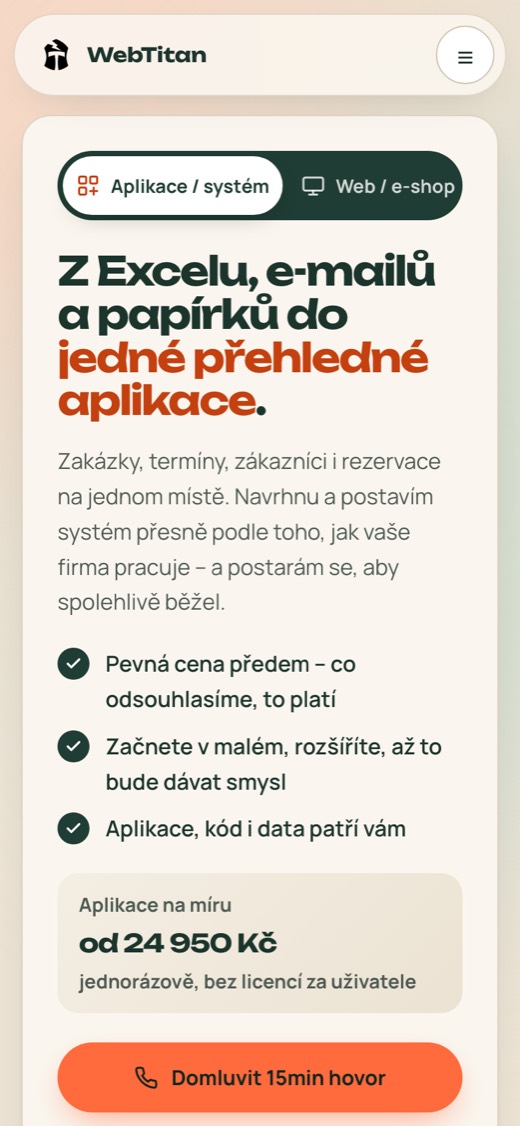 WebTitan
Aplikace / systém
Web / e-shop
Z Excelu, e-mailů
a papírků do
jedné přehledné
aplikace.
Zakázky, termíny, zákazníci i rezervace
na jednom místě. Navrhnu a postavím
systém přesně podle toho, jak vaše
firma pracuje – a postarám se, aby
spolehlivě běžel.
Pevná cena předem – co
odsouhlasíme, to platí
Začnete v malém, rozšíříte, až to
bude dávat smysl
Aplikace, kód i data patří vám
Aplikace na míru
od 24 950 Kč
jednorázově, bez licencí za uživatele
Domluvit 15min hovor